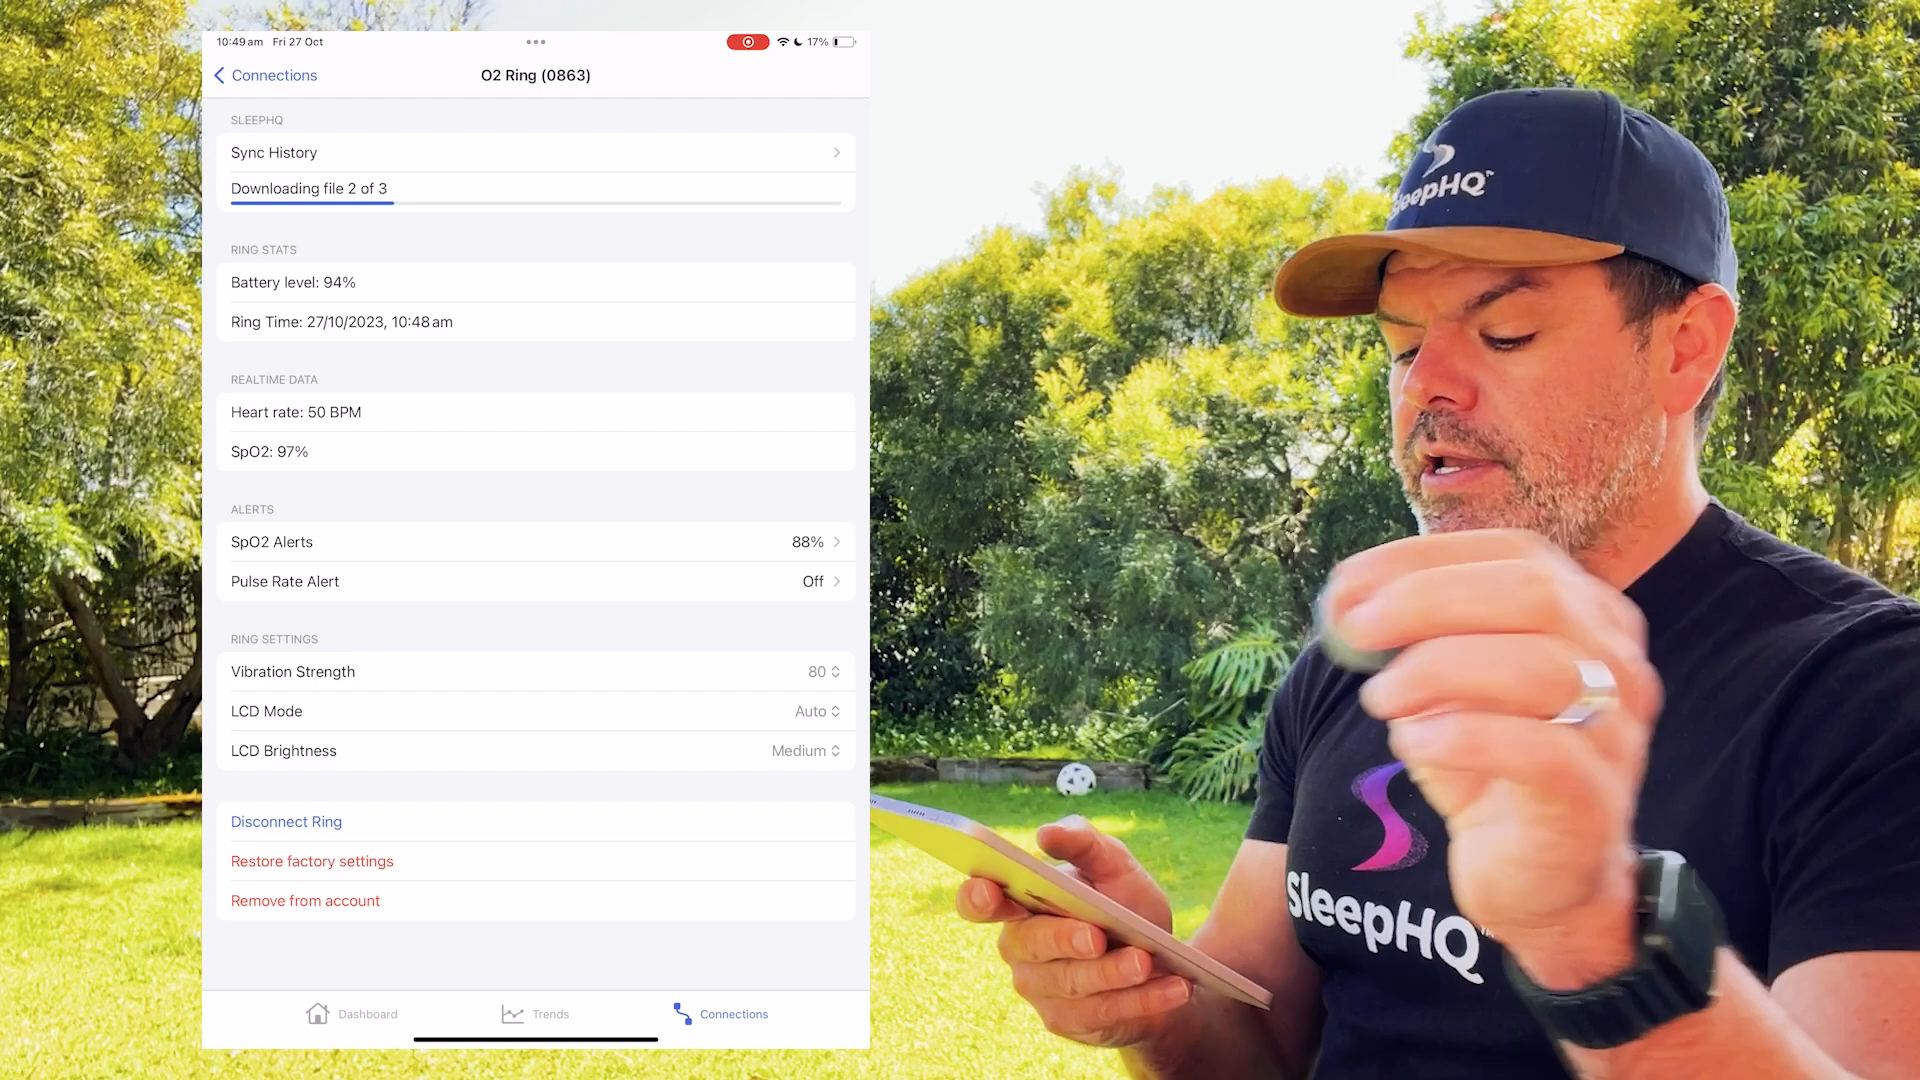 10:49 am Fri 27 Oct
17%
Connections
O2 Ring (0863)
SLEEPHQ
Sync History
Downloading file 2 of 3
RING STATS
Battery level: 94%
Ring Time: 27/10/2023, 10:48 am
REALTIME DATA
Heart rate: 50 BPM
SpO2: 97%
ALERTS
SpO2 Alerts 88%
Pulse Rate Alert Off
RING SETTINGS
Vibration Strength 80
LCD Mode Auto
LCD Brightness Medium
Disconnect Ring
Restore factory settings
Remove from account
Dashboard Trends Connections
SleepHQ™
SleepHQ™